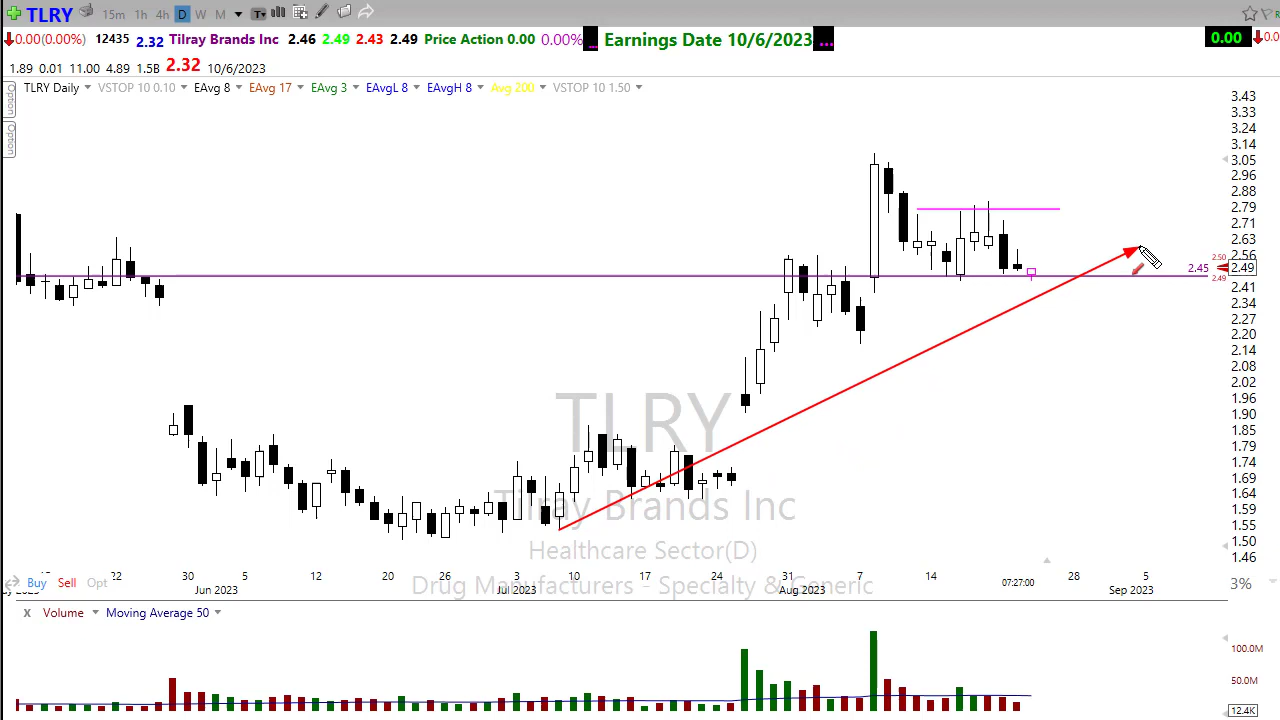 TLRY 15m 1h 4h D W M T
0.00(0.00%) 12435 2.32 Tilray Brands Inc 2.46 2.49 2.43 2.49 Price Action 0.00 0.00% ... Earnings Date 10/6/2023 ... 0.00
1.89 0.01 11.00 4.89 1.5B 2.32 10/6/2023
TLRY Daily VSTOP 10 0.10 EAvg 8 EAvg 17 EAvg 3 EAvgL 8 EAvgH 8 Avg 200 VSTOP 10 1.50
Option
Option
3.43
3.33
3.24
3.14
3.05
2.96
2.88
2.79
2.71
2.63
2.56
2.50
2.45 2.49
2.49
2.41
2.34
2.27
2.20
2.14
2.08
2.02
1.96
1.90
1.85
1.79
1.74
1.69
1.64
1.59
1.55
1.50
1.46
TLRY
Tilray Brands Inc
Healthcare Sector(D)
Drug Manufacturers - Specialty & Generic
22 30 5 12 20 26 3 10 17 24 31 7 14 07:27:00 28 5
Buy Sell Opt 3%
2023 Jun 2023 Jul 2023 Aug 2023 Sep 2023
X Volume Moving Average 50
100.0M
50.0M
12.4K